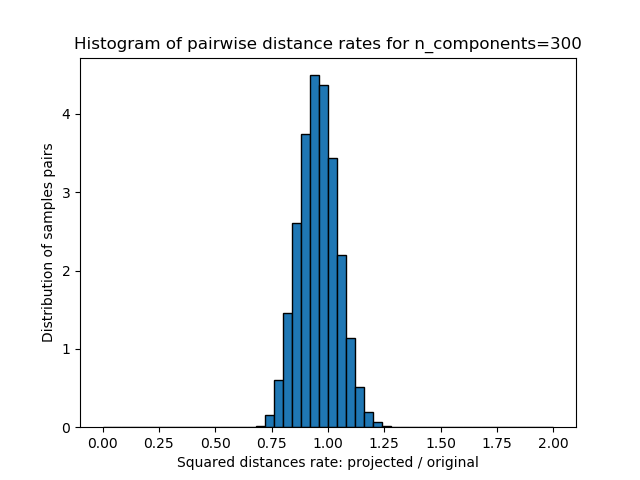 Histogram of pairwise distance rates for n_components=300
Distribution of samples pairs
4
3
2
1
0
0.00 0.25 0.50 0.75 1.00 1.25 1.50 1.75 2.00
Squared distances rate: projected / original